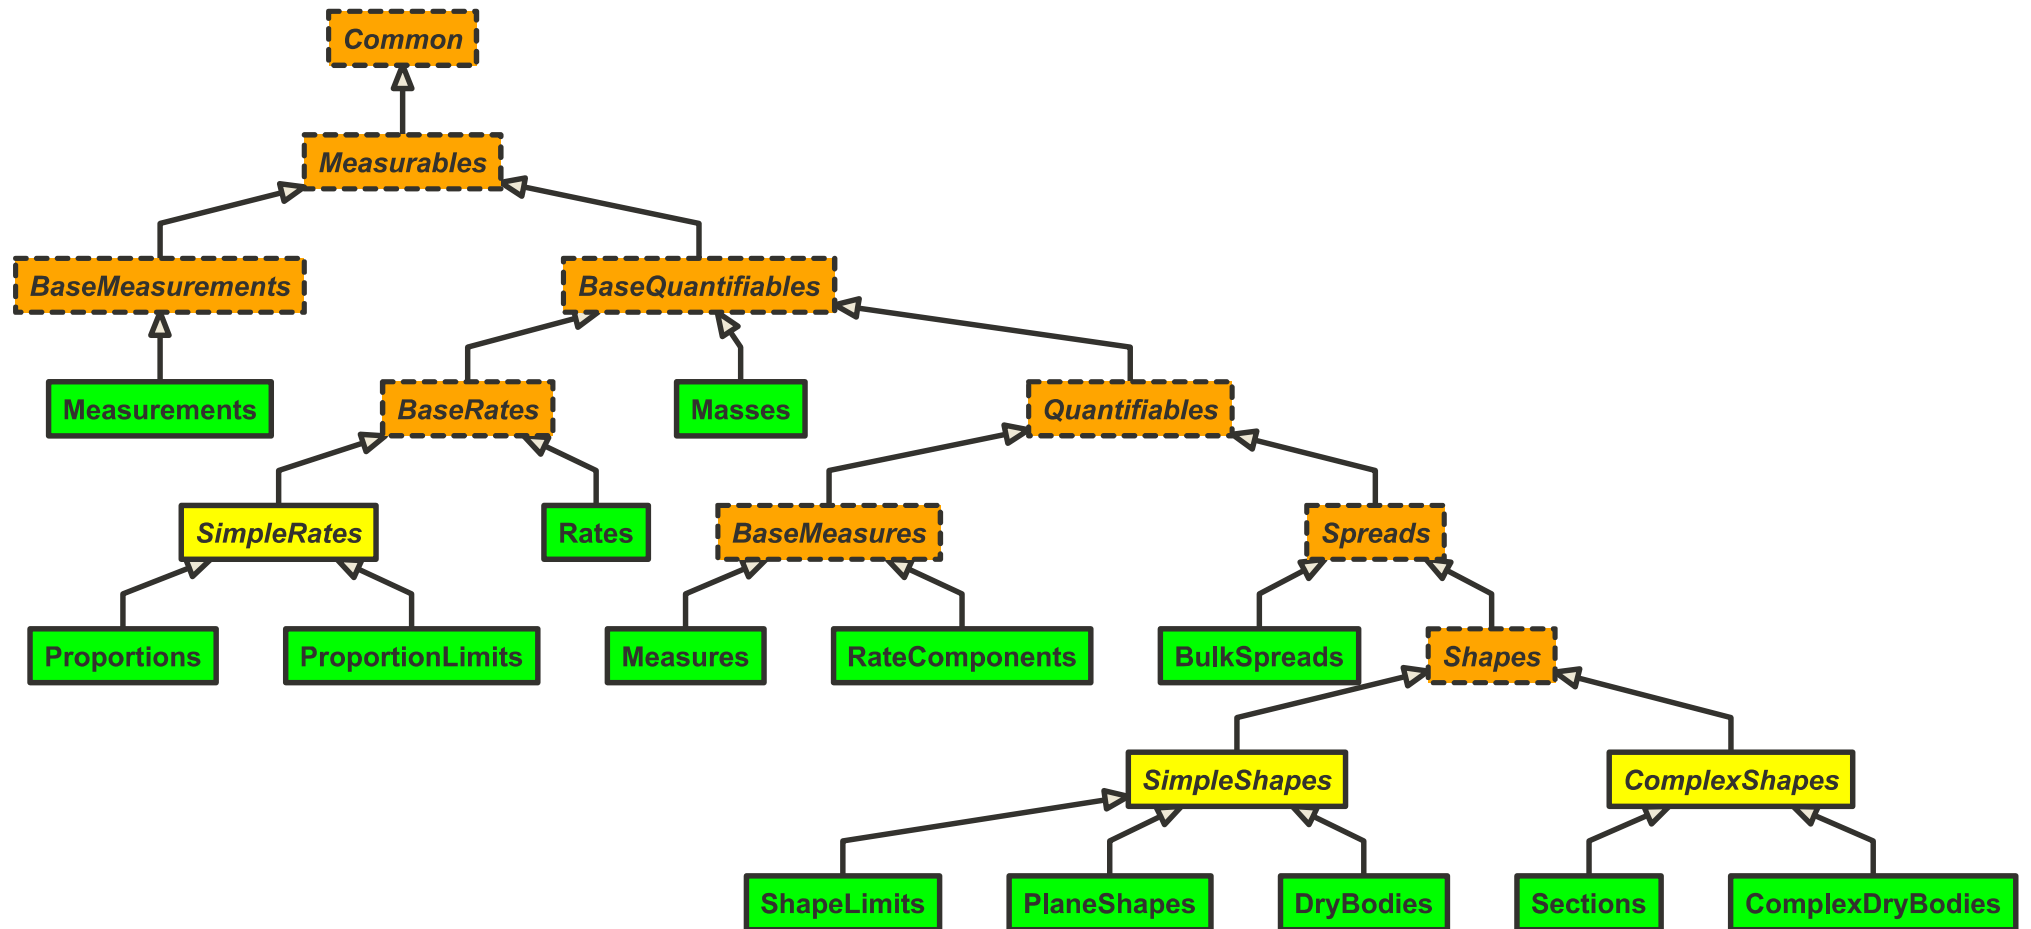 Common
Measurables
BaseMeasurements
BaseQuantifiables
Measurements
BaseRates
Masses
Quantifiables
SimpleRates
Rates
BaseMeasures
Spreads
Proportions
ProportionLimits
Measures
RateComponents
BulkSpreads
Shapes
SimpleShapes
ComplexShapes
ShapeLimits
PlaneShapes
DryBodies
Sections
ComplexDryBodies